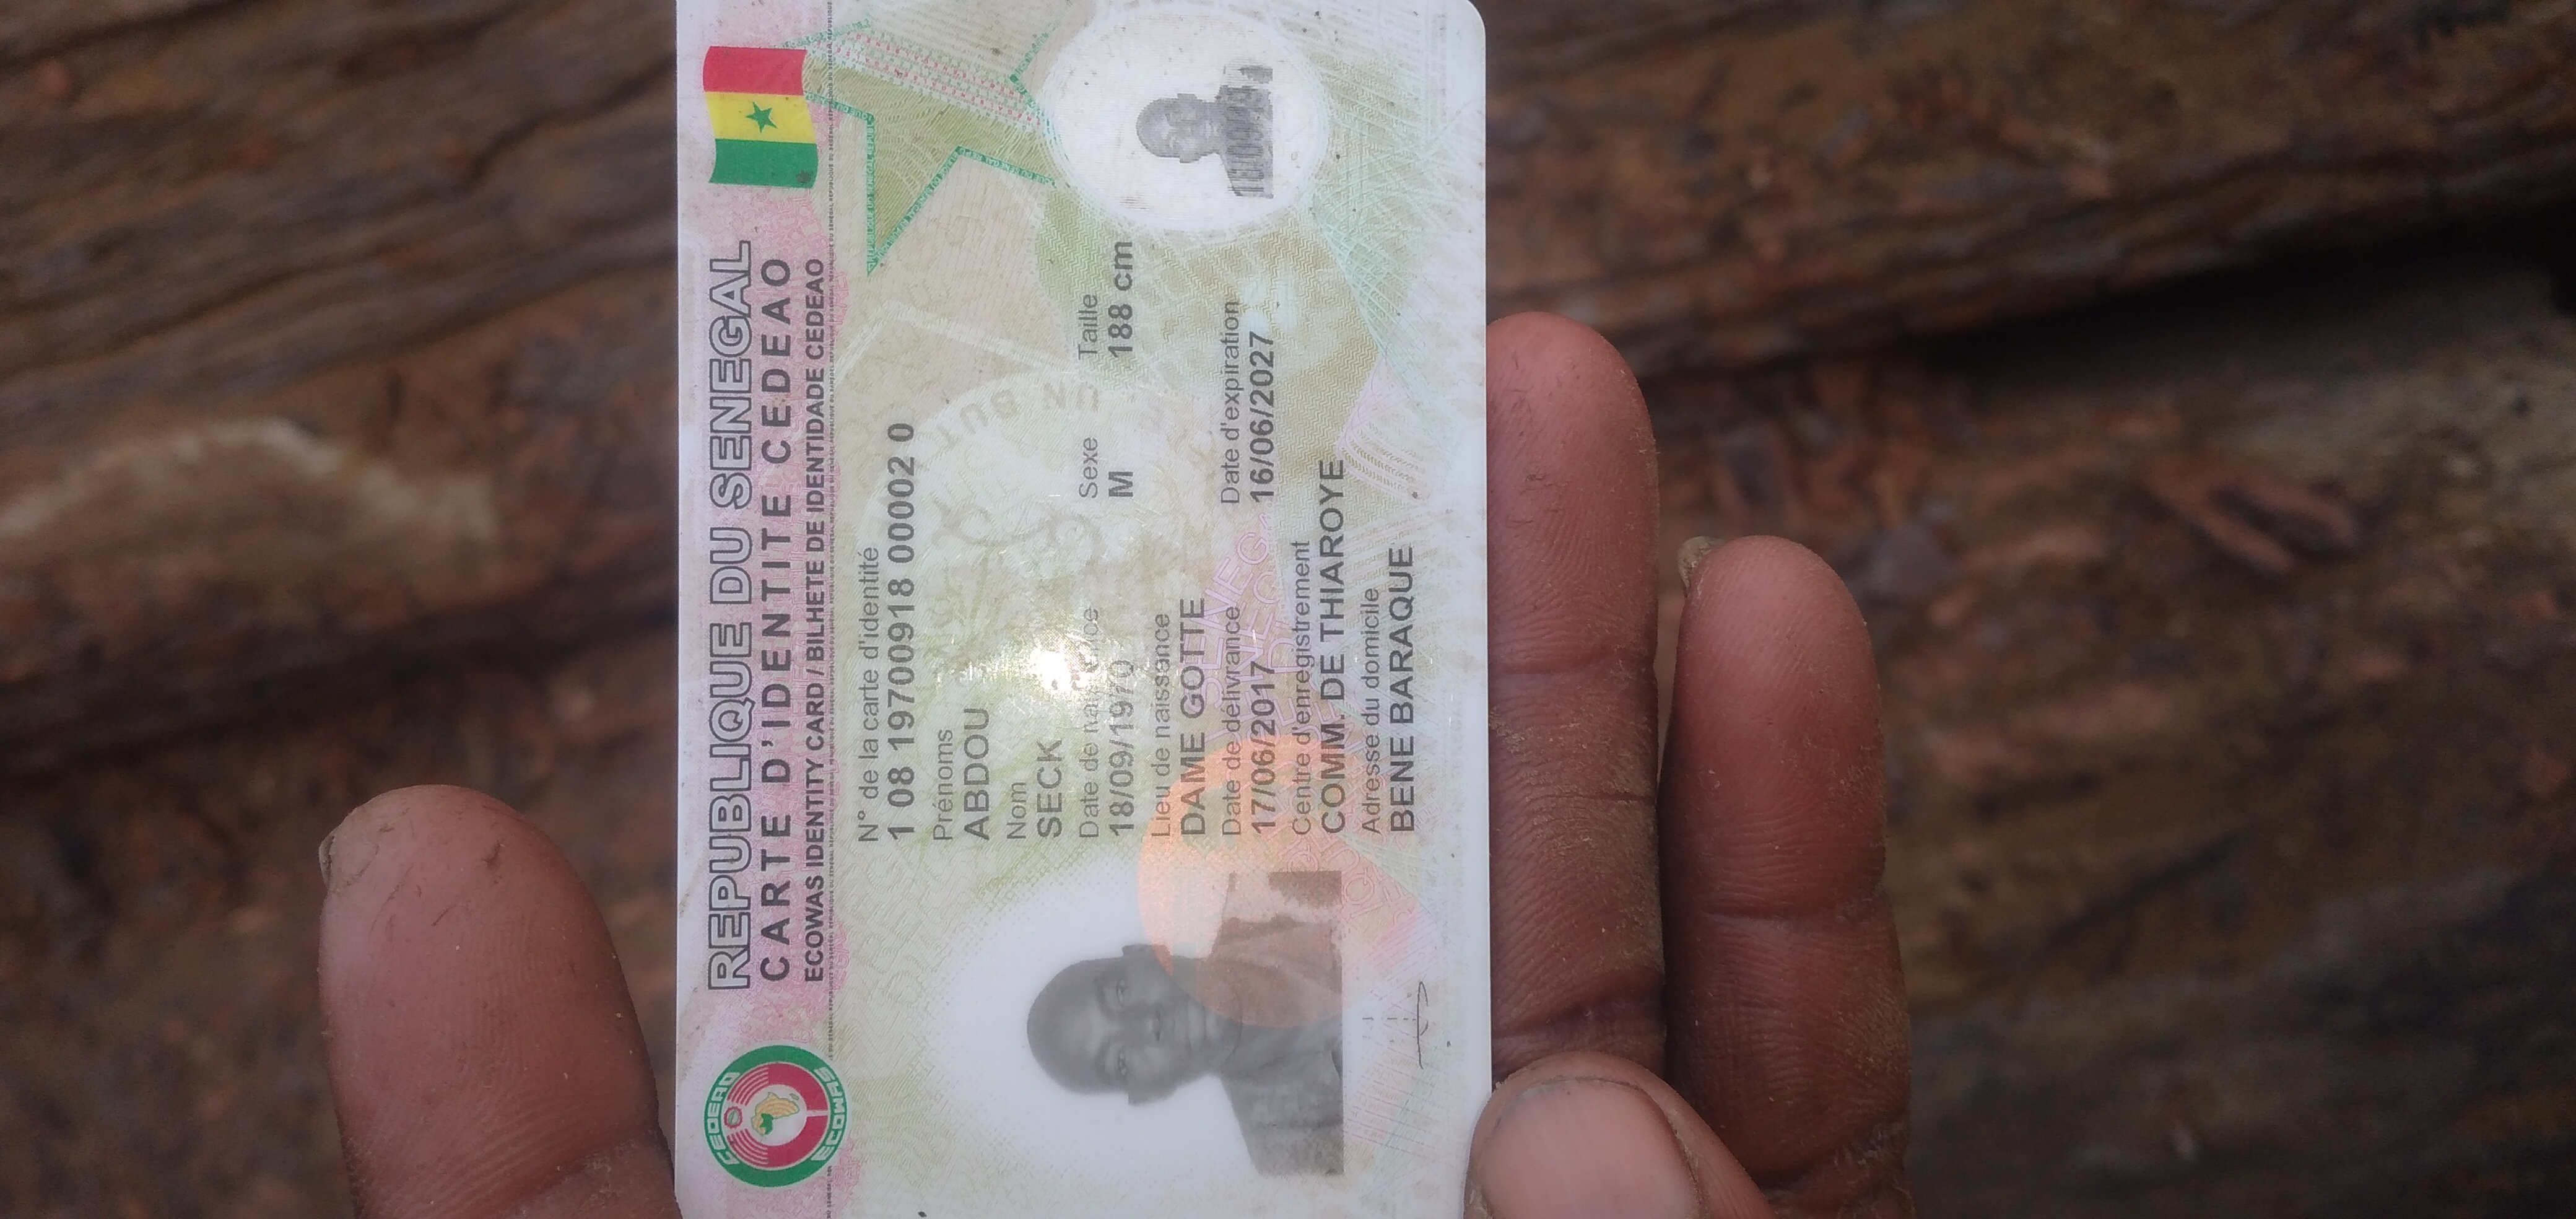 CEDEAO
ECOWAS
REPUBLIQUE DU SENEGAL
CARTE D'IDENTITE CEDEAO
ECOWAS IDENTITY CARD / BILHETE DE IDENTIDADE CEDEAO
N° de la carte d'identité
1 08 19700918 00002 0
Prénoms
ABDOU
Nom
SECK
Date de naissance Sexe Taille
18/09/1970 M 188 cm
Lieu de naissance
DAME GOTTE
Date de délivrance Date d'expiration
17/06/2017 16/06/2027
Centre d'enregistrement
COMM. DE THIAROYE
Adresse du domicile
BENE BARAQUE